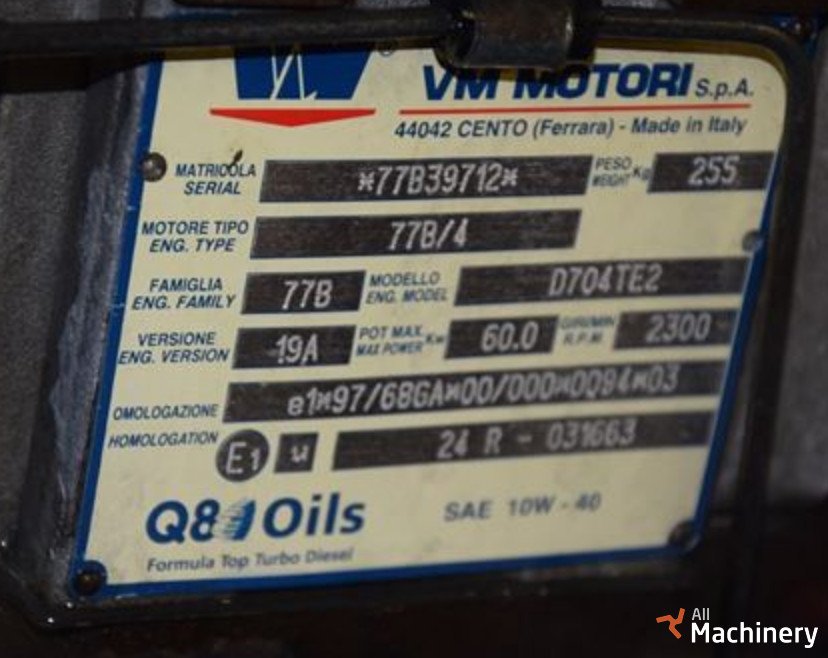 VM MOTORI S.p.A.
44042 CENTO (Ferrara) - Made in Italy
MATRICOLA SERIAL *77B39712* PESO WEIGHT Kg 255
MOTORE TIPO ENG. TYPE 77B/4
FAMIGLIA ENG. FAMILY 77B MODELLO ENG. MODEL D704TE2
VERSIONE ENG. VERSION 19A POT MAX. MAX POWER Kw 60.0 GIRI/MIN R.P.M. 2300
OMOLOGAZIONE e1*97/68GA*00/000*0094*03
HOMOLOGATION E1 24 R - 031663
Q8 Oils SAE 10W - 40
Formula Top Turbo Diesel
All Machinery